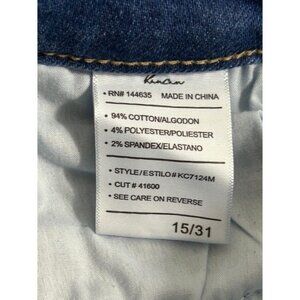 KanCan
• RN# 144635 MADE IN CHINA
• 94% COTTON/ALGODON
• 4% POLYESTER/POLIESTER
• 2% SPANDEX/ELASTANO
• STYLE/ESTILO# KC7124M
• CUT # 41600
• SEE CARE ON REVERSE
15/31